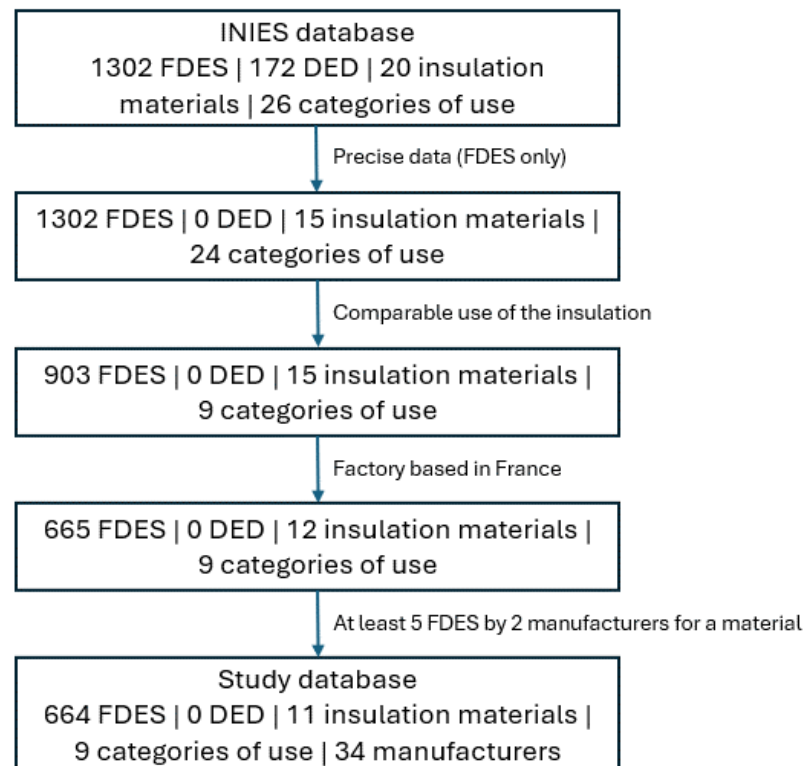 INIES database
1302 FDES | 172 DED | 20 insulation
materials | 26 categories of use
Precise data (FDES only)
1302 FDES | 0 DED | 15 insulation materials |
24 categories of use
Comparable use of the insulation
903 FDES | 0 DED | 15 insulation materials |
9 categories of use
Factory based in France
665 FDES | 0 DED | 12 insulation materials |
9 categories of use
At least 5 FDES by 2 manufacturers for a material
Study database
664 FDES | 0 DED | 11 insulation materials |
9 categories of use | 34 manufacturers